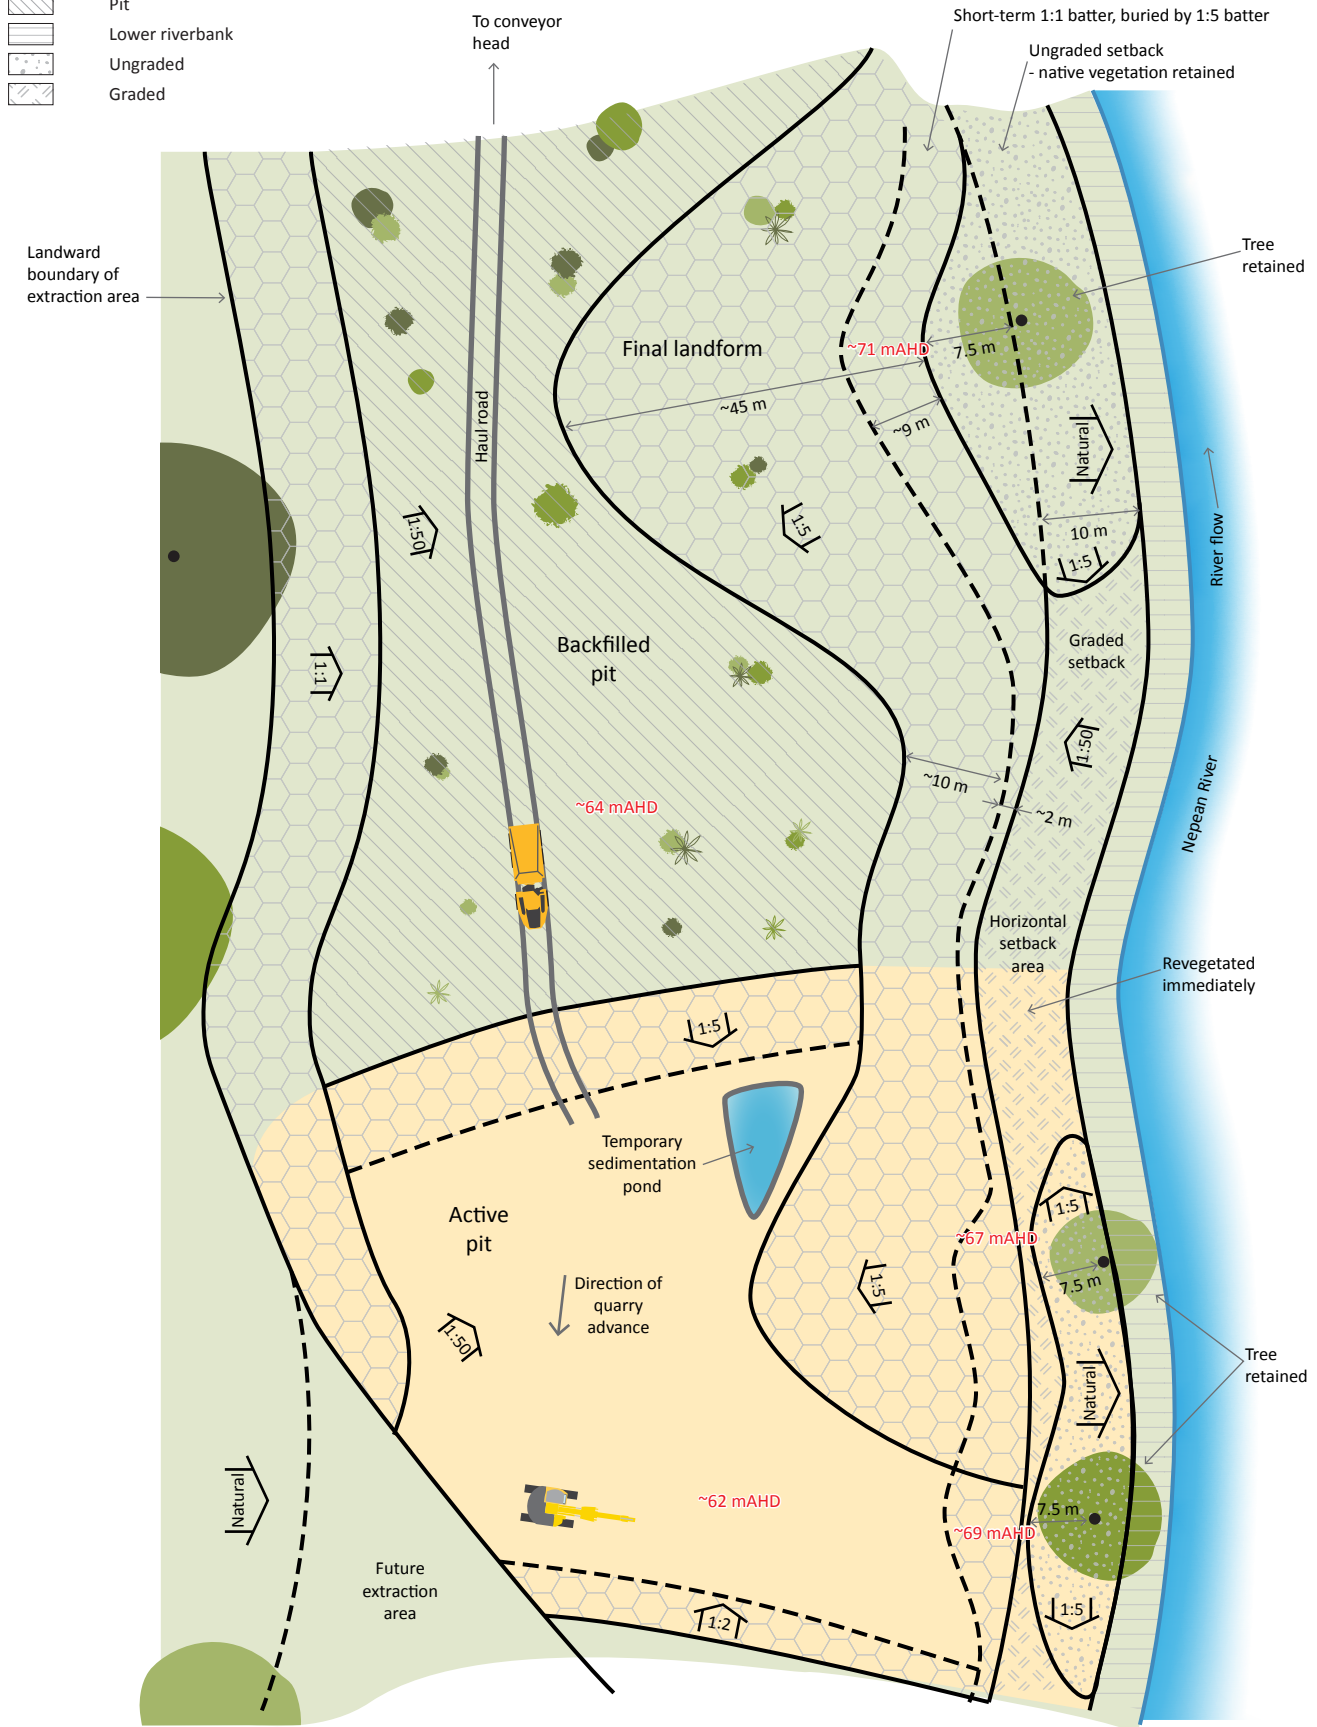 Pit
Lower riverbank
Ungraded
Graded
To conveyor
head
Short-term 1:1 batter, buried by 1:5 batter
Ungraded setback
- native vegetation retained
Landward
boundary of
extraction area
Tree
retained
Final landform
~71 mAHD
7.5 m
~45 m
~9 m
Haul road
Natural
1:50
1:5
10 m
1:5
River flow
1:1
Backfilled
pit
Graded
setback
1:50
~10 m
~2 m
~64 mAHD
Nepean River
Horizontal
setback
area
Revegetated
immediately
1:5
Temporary
sedimentation
pond
Active
pit
1:5
~67 mAHD
7.5 m
Direction of
quarry
advance
1:5
1:50
Tree
retained
Natural
Natural
~62 mAHD
7.5 m
~69 mAHD
Future
extraction
area
1:2
1:5